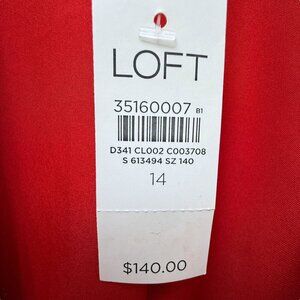 LOFT
35160007 B1
D341 CL002 C003708
S 613494 SZ 140
14
$140.00